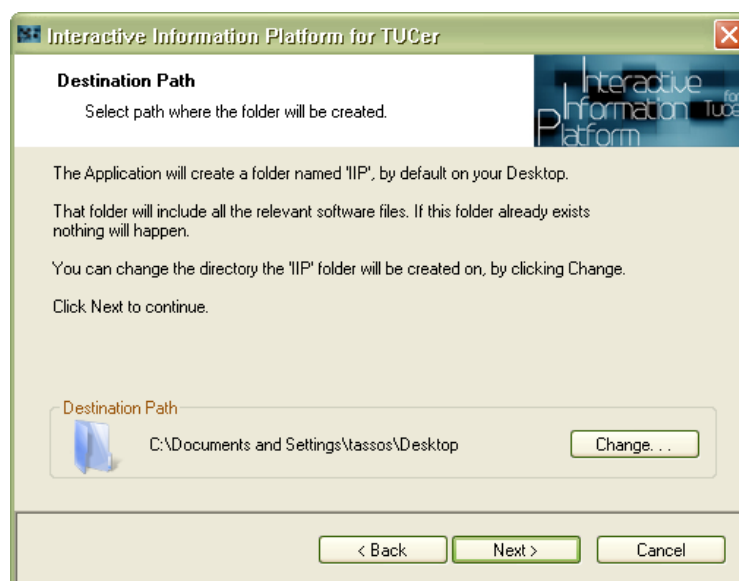 Interactive Information Platform for TUCer
Destination Path
Select path where the folder will be created.
Interactive
Information Tucer
for
Platform
The Application will create a folder named 'IIP', by default on your Desktop.
That folder will include all the relevant software files. If this folder already exists
nothing will happen.
You can change the directory the 'IIP' folder will be created on, by clicking Change.
Click Next to continue.
Destination Path
C:\Documents and Settings\tassos\Desktop
Change. . .
< Back
Next >
Cancel